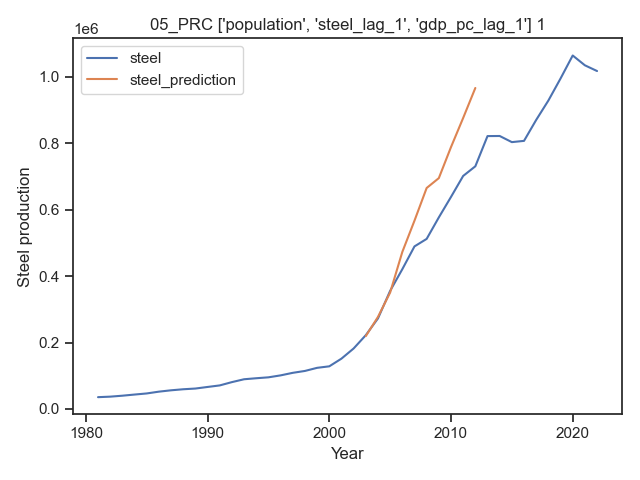 05_PRC ['population', 'steel_lag_1', 'gdp_pc_lag_1'] 1
1e6
steel
steel_prediction
1.0
0.8
0.6
0.4
0.2
0.0
Steel production
1980 1990 2000 2010 2020
Year